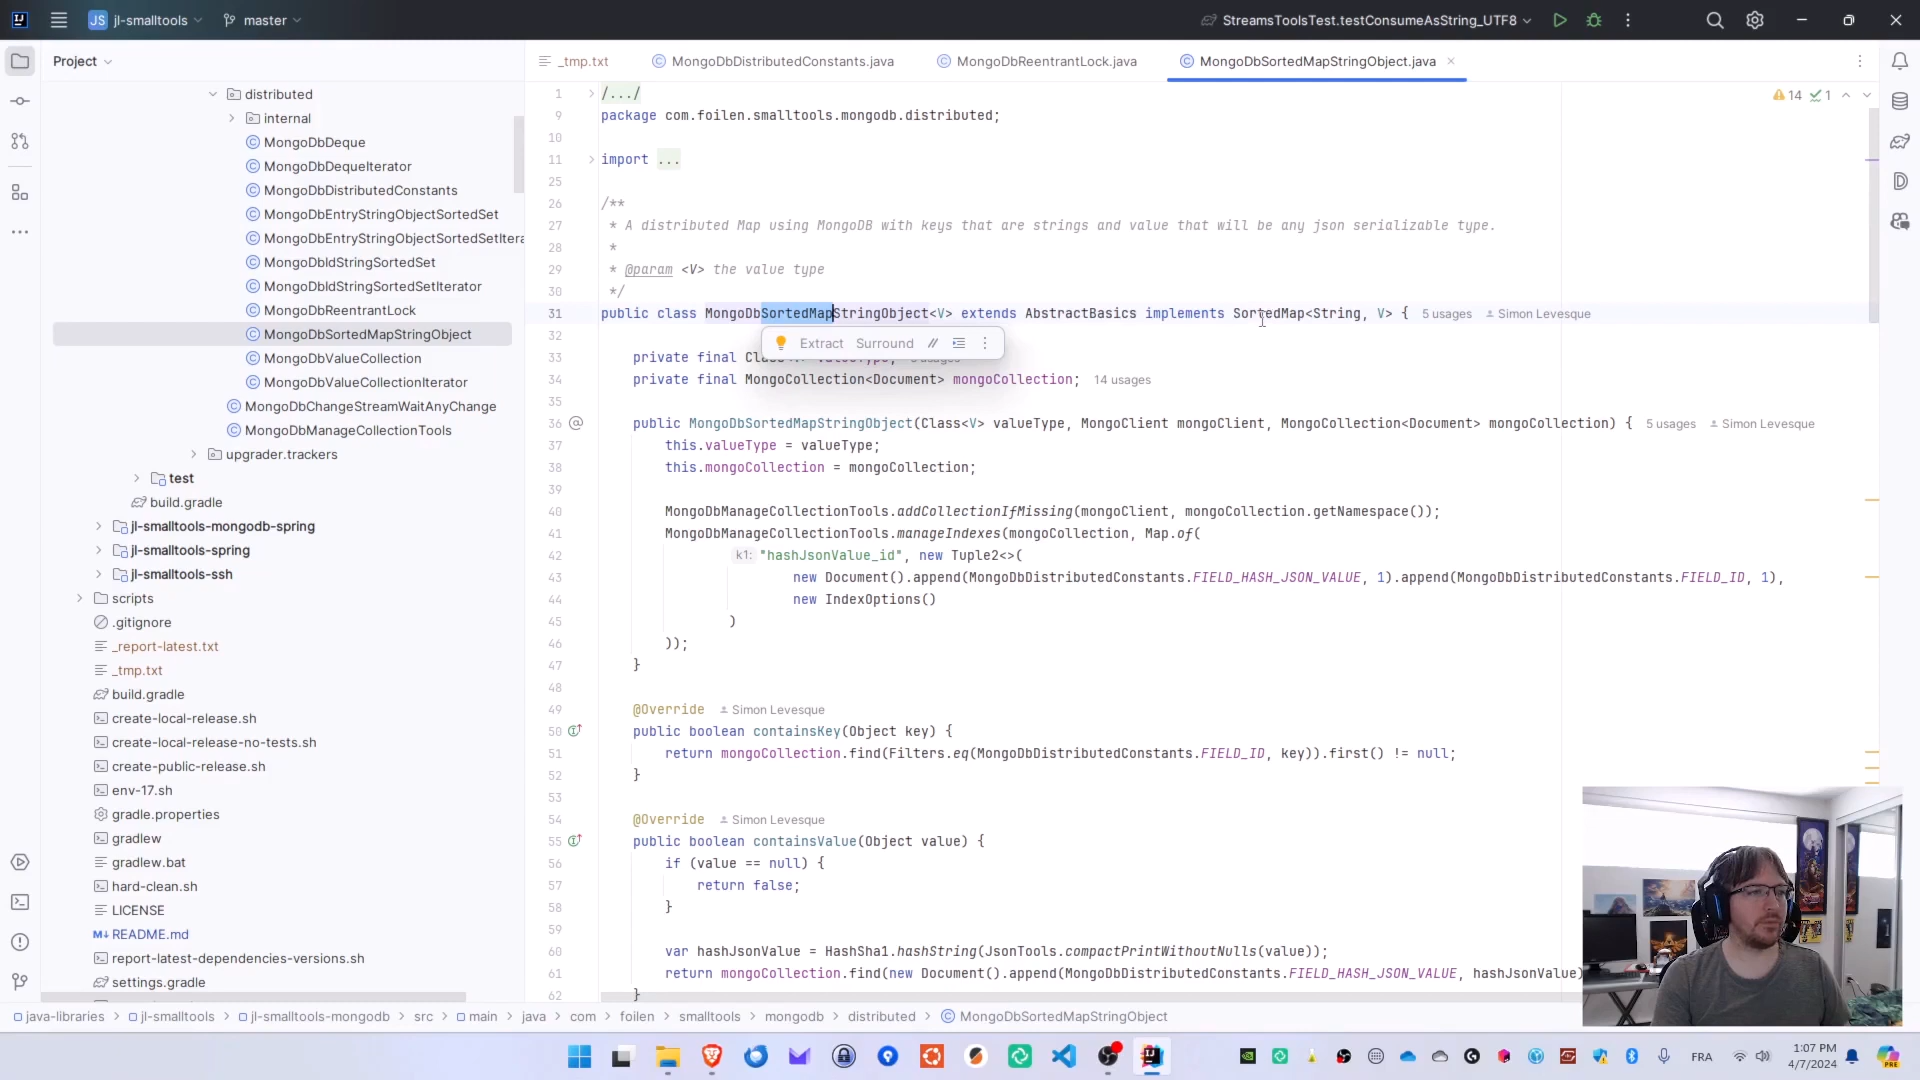 JS jl-smalltools master StreamsToolsTest.testConsumeAsString_UTF8
Project
_tmp.txt MongoDbDistributedConstants.java MongoDbReentrantLock.java MongoDbSortedMapStringObject.java
distributed
internal
MongoDbDeque
MongoDbDequeIterator
MongoDbDistributedConstants
MongoDbEntryStringObjectSortedSet
MongoDbEntryStringObjectSortedSetItera
MongoDbIdStringSortedSet
MongoDbIdStringSortedSetIterator
MongoDbReentrantLock
MongoDbSortedMapStringObject
MongoDbValueCollection
MongoDbValueCollectionIterator
MongoDbChangeStreamWaitAnyChange
MongoDbManageCollectionTools
upgrader.trackers
test
build.gradle
jl-smalltools-mongodb-spring
jl-smalltools-spring
jl-smalltools-ssh
scripts
.gitignore
_report-latest.txt
_tmp.txt
build.gradle
create-local-release.sh
create-local-release-no-tests.sh
create-public-release.sh
env-17.sh
gradle.properties
gradlew
gradlew.bat
hard-clean.sh
LICENSE
M↓ README.md
report-latest-dependencies-versions.sh
settings.gradle
14 1
1 /.../
9 package com.foilen.smalltools.mongodb.distributed;
10
11 import ...
25
26 /**
27 * A distributed Map using MongoDB with keys that are strings and value that will be any json serializable type.
28 *
29 * @param <V> the value type
30 */
31 public class MongoDbSortedMapStringObject<V> extends AbstractBasics implements SortedMap<String, V> { 5 usages Simon Levesque
32
Extract Surround //
33 private final
34 private final MongoCollection<Document> mongoCollection; 14 usages
35
36 @ public MongoDbSortedMapStringObject(Class<V> valueType, MongoClient mongoClient, MongoCollection<Document> mongoCollection) { 5 usages Simon Levesque
37 this.valueType = valueType;
38 this.mongoCollection = mongoCollection;
39
40 MongoDbManageCollectionTools.addCollectionIfMissing(mongoClient, mongoCollection.getNamespace());
41 MongoDbManageCollectionTools.manageIndexes(mongoCollection, Map.of(
42 k1: "hashJsonValue_id", new Tuple2<>(
43 new Document().append(MongoDbDistributedConstants.FIELD_HASH_JSON_VALUE, 1).append(MongoDbDistributedConstants.FIELD_ID, 1),
44 new IndexOptions()
45 )
46 ));
47 }
48
49 @Override Simon Levesque
50 public boolean containsKey(Object key) {
51 return mongoCollection.find(Filters.eq(MongoDbDistributedConstants.FIELD_ID, key)).first() != null;
52 }
53
54 @Override Simon Levesque
55 public boolean containsValue(Object value) {
56 if (value == null) {
57 return false;
58 }
59
60 var hashJsonValue = HashSha1.hashString(JsonTools.compactPrintWithoutNulls(value));
61 return mongoCollection.find(new Document().append(MongoDbDistributedConstants.FIELD_HASH_JSON_VALUE, hashJsonValue)
62 }
java-libraries > jl-smalltools > jl-smalltools-mongodb > src > main > java > com > foilen > smalltools > mongodb > distributed > MongoDbSortedMapStringObject
FRA 1:07 PM
4/7/2024